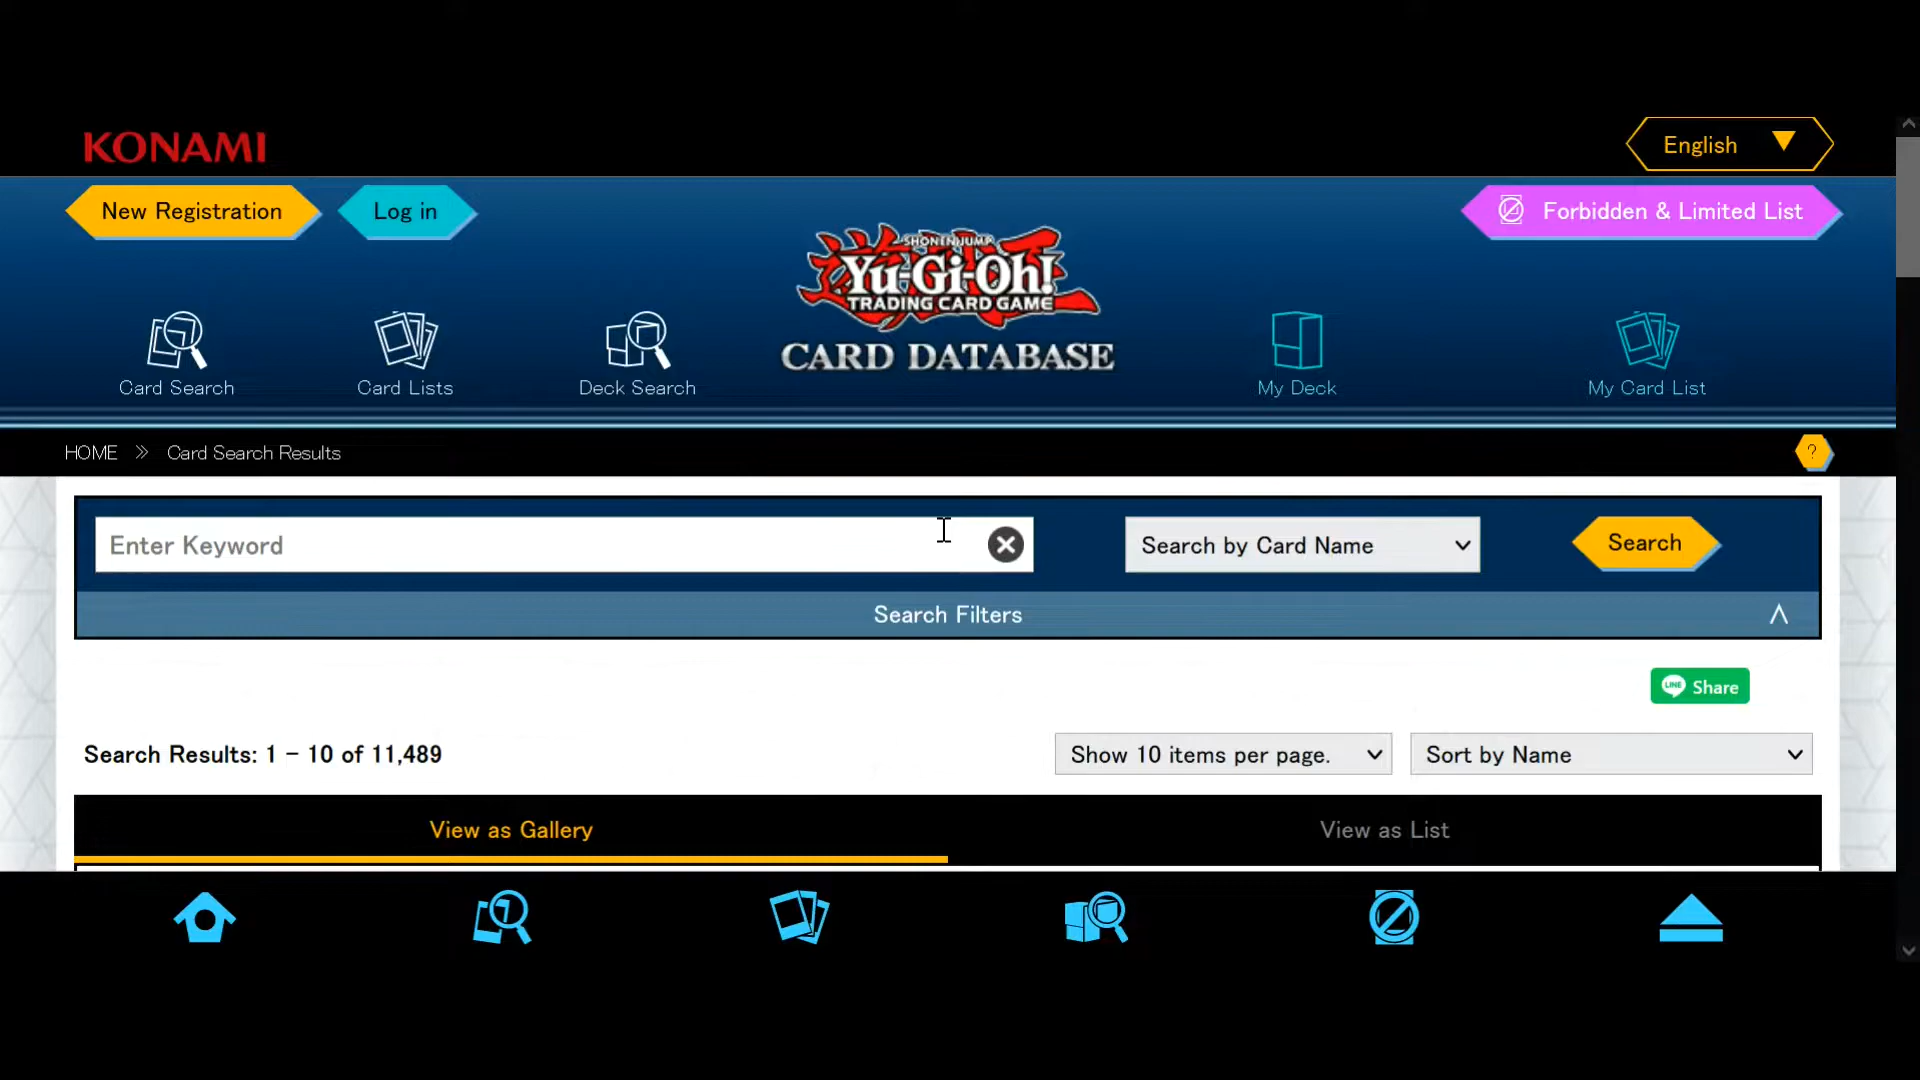 KONAMI
English
New Registration
Log in
Forbidden & Limited List
SHONEN JUMP
Yu-Gi-Oh!
TRADING CARD GAME
CARD DATABASE
Card Search
Card Lists
Deck Search
My Deck
My Card List
HOME
Card Search Results
?
Enter Keyword
Search by Card Name
Search
Search Filters
LINE
Share
Search Results: 1 - 10 of 11,489
Show 10 items per page.
Sort by Name
View as Gallery
View as List